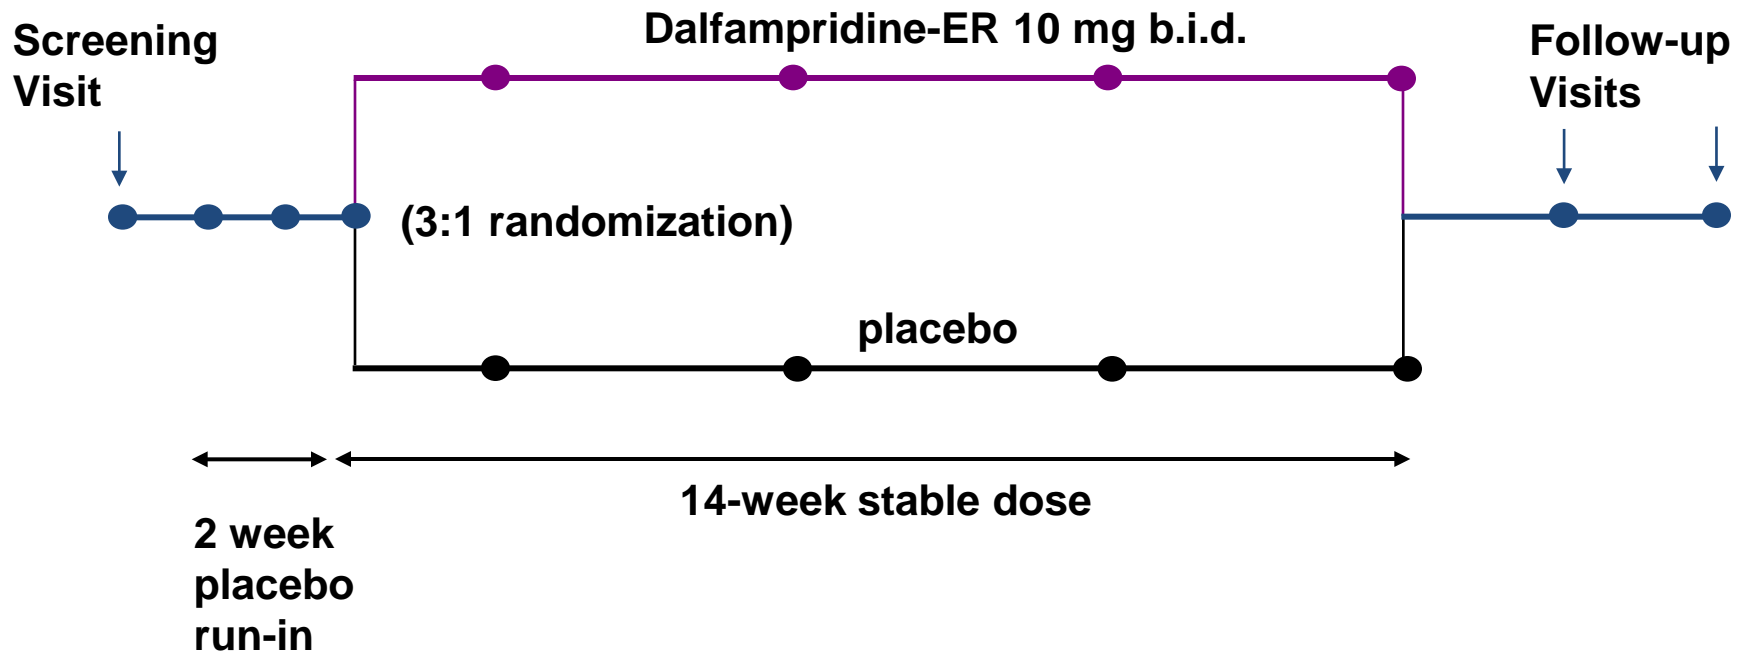 Screening
Visit
Dalfampridine-ER 10 mg b.i.d.
Follow-up
Visits
(3:1 randomization)
placebo
14-week stable dose
2 week
placebo
run-in